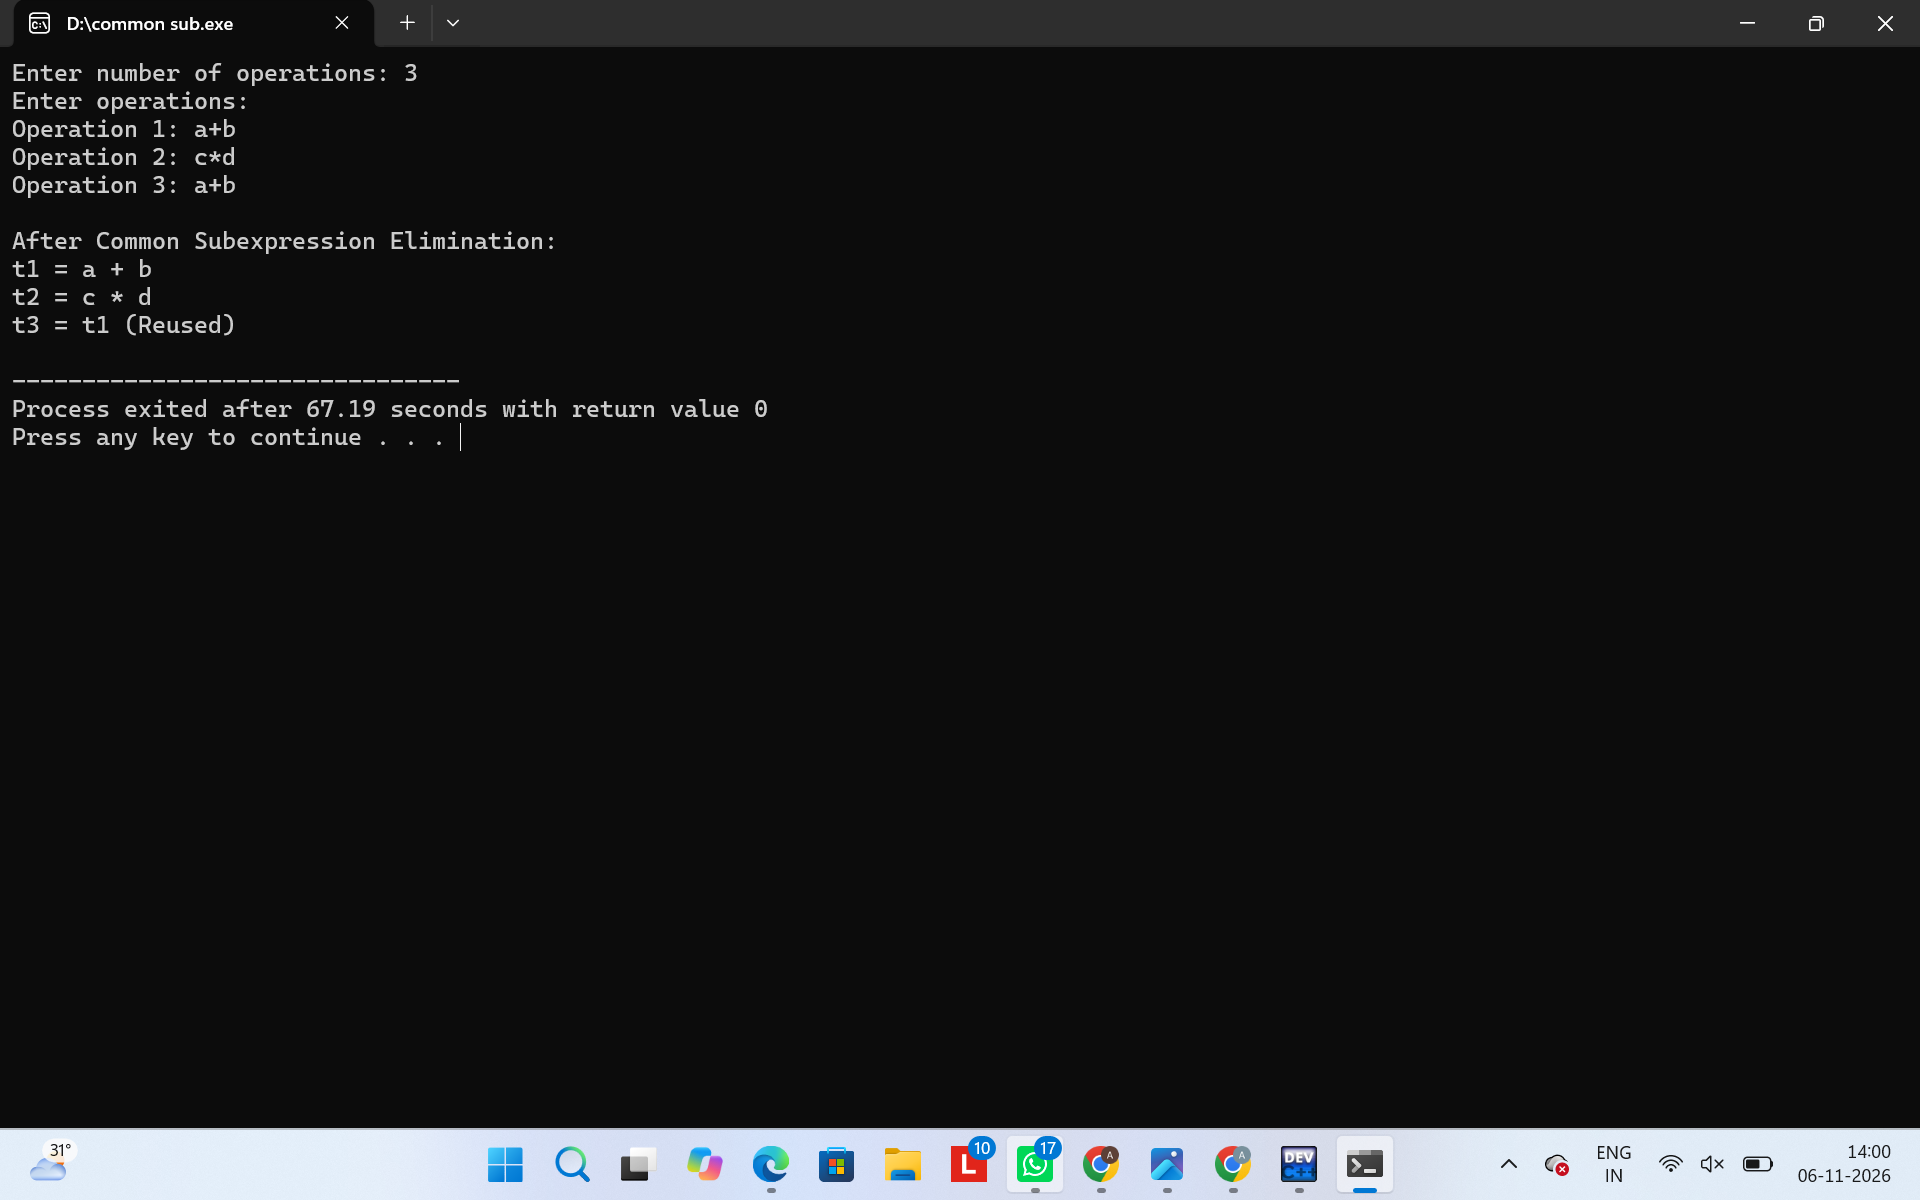 D:\common sub.exe
Enter number of operations: 3
Enter operations:
Operation 1: a+b
Operation 2: c*d
Operation 3: a+b
After Common Subexpression Elimination:
t1 = a + b
t2 = c * d
t3 = t1 (Reused)
--------------------------------
Process exited after 67.19 seconds with return value 0
Press any key to continue . . .
31°
L
10
17
A
A
DEV
C++
ENG
IN
14:00
06-11-2026